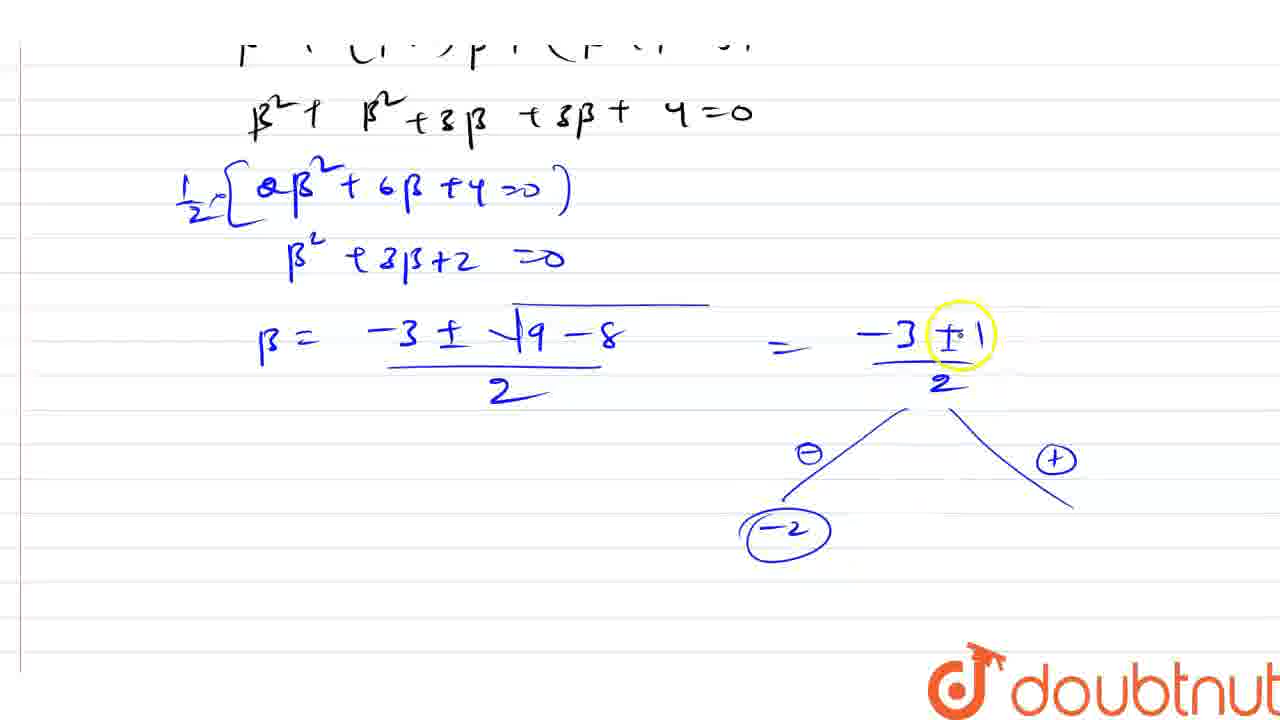 β² + β² + 3β + 3β + 4 = 0
1/2 × [2β² + 6β + 4 = 0)
β² + 3β + 2 = 0
β = (-3 ± √(9 - 8))/2 = (-3 ± 1)/2
⊖ ⊕
-2
doubtnut